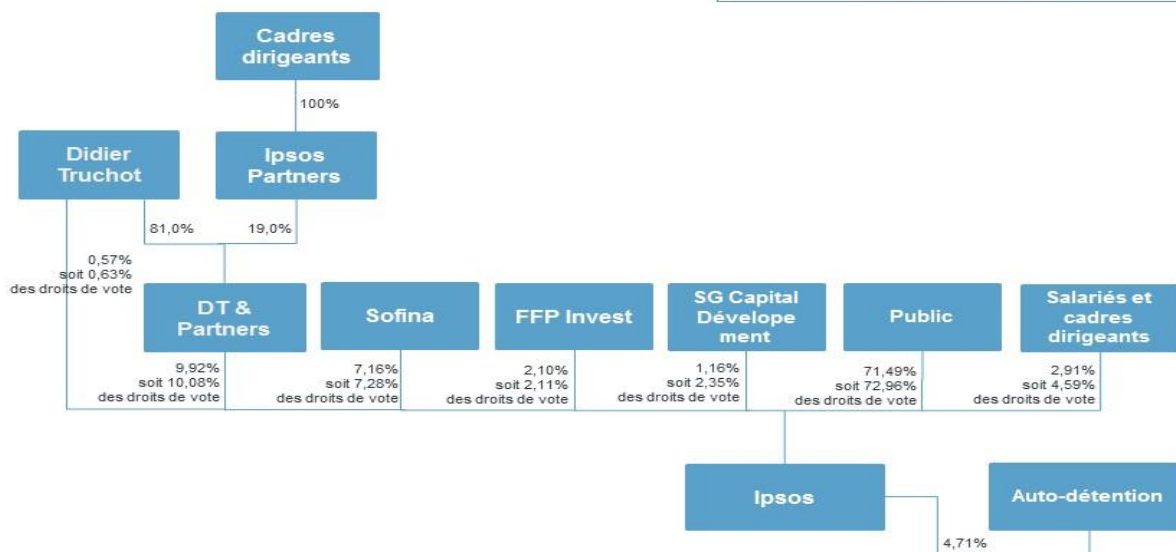 Cadres
dirigeants
100%
Didier
Truchot
Ipsos
Partners
81,0%
19,0%
0,57%
soit 0,63%
des droits de vote
DT &
Partners
Sofina
FFP Invest
SG Capital
Dévelope
ment
Public
Salariés et
cadres
dirigeants
9,92%
soit 10,08%
des droits de vote
7,16%
soit 7,28%
des droits de vote
2,10%
soit 2,11%
des droits de vote
1,16%
soit 2,35%
des droits de vote
71,49%
soit 72,96%
des droits de vote
2,91%
soit 4,59%
des droits de vote
Ipsos
Auto-détention
4,71%